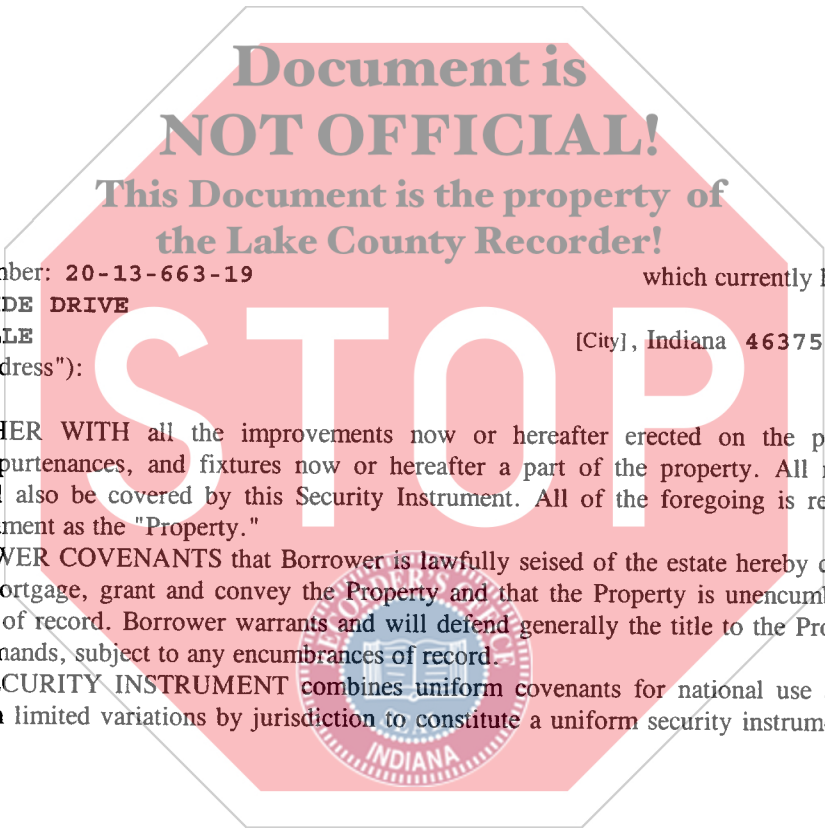 Document is
NOT OFFICIAL!
This Document is the property of
the Lake County Recorder!
mber: 20-13-663-19 which currently
DE DRIVE
LE [City], Indiana 46375
dress"):
STOP
HER WITH all the improvements now or hereafter erected on the p
purtenances, and fixtures now or hereafter a part of the property. All
also be covered by this Security Instrument. All of the foregoing is re
ment as the "Property."
WER COVENANTS that Borrower is lawfully seised of the estate hereby
ortgage, grant and convey the Property and that the Property is unencumb
of record. Borrower warrants and will defend generally the title to the Pro
mands, subject to any encumbrances of record.
CURITY INSTRUMENT combines uniform covenants for national use
limited variations by jurisdiction to constitute a uniform security instrum
RECORDER'S OFFICE
SEAL
INDIANA